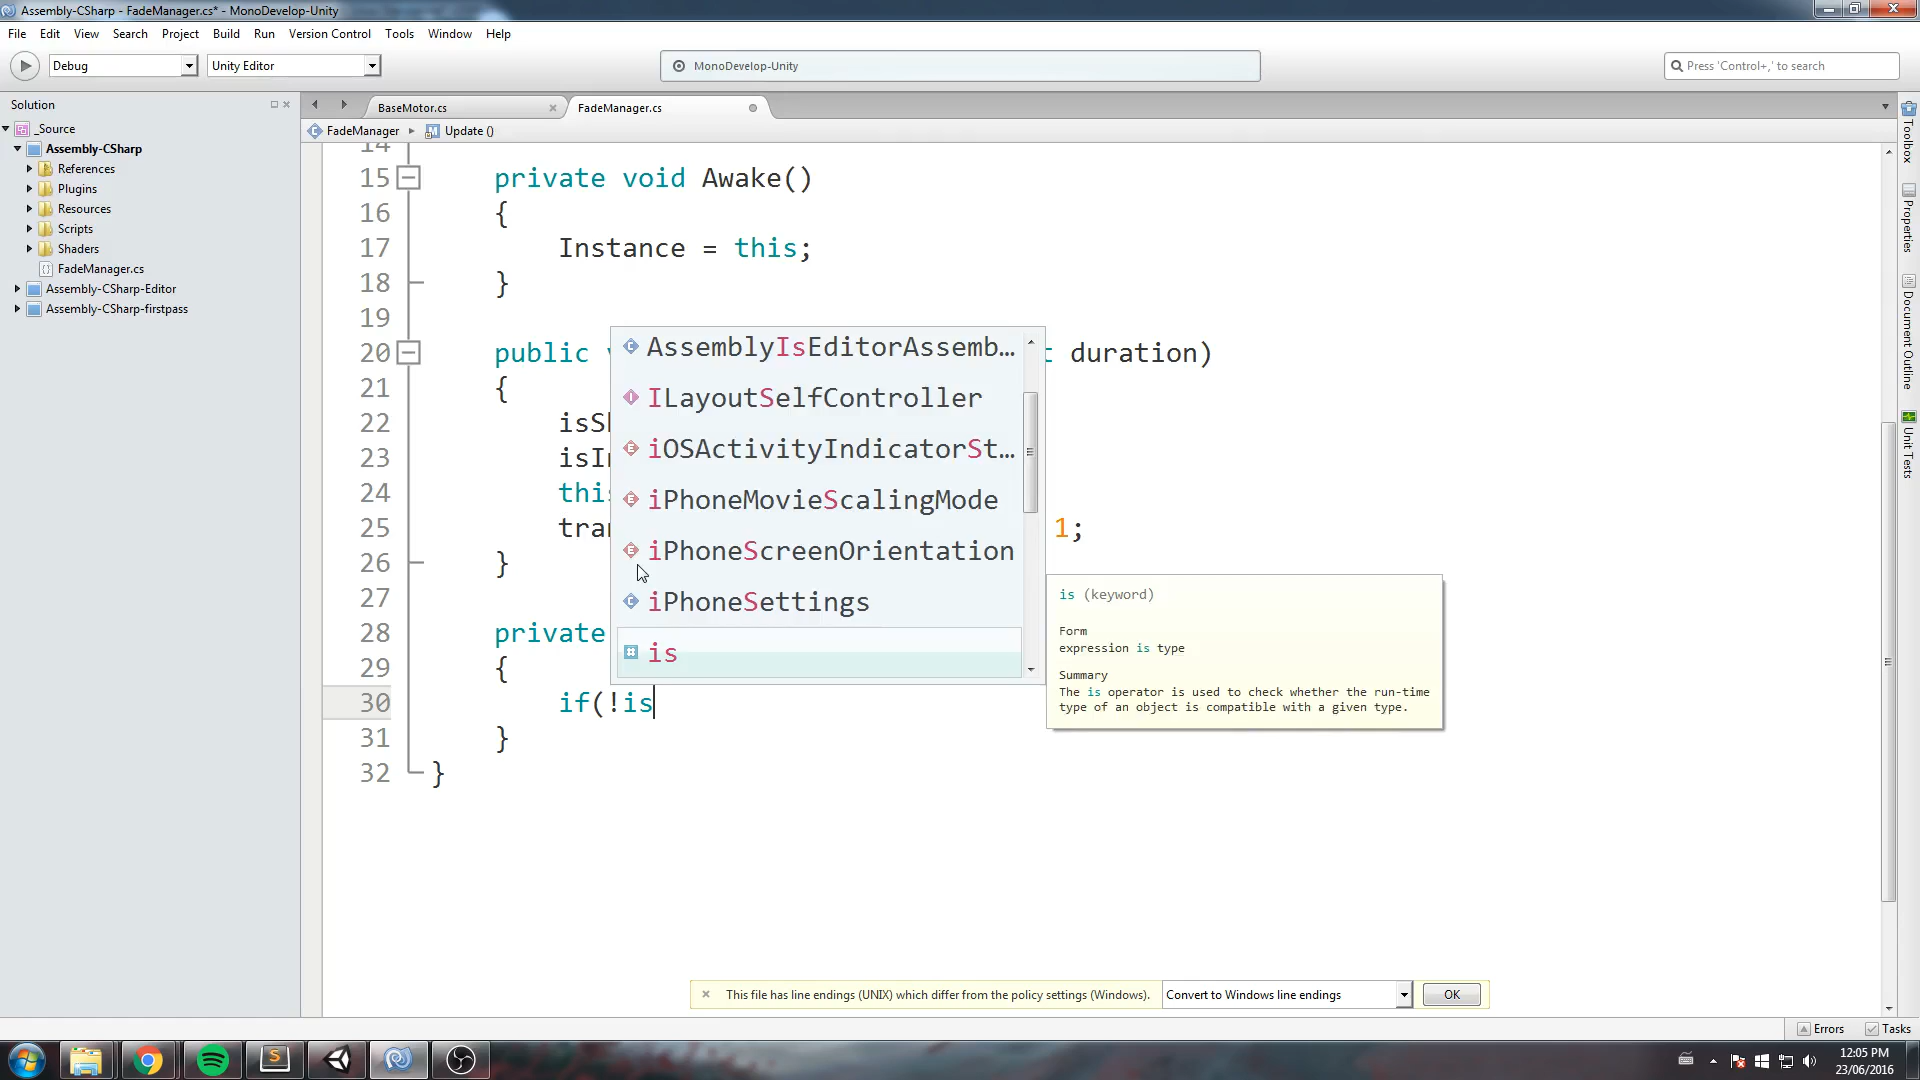 Assembly-CSharp - FadeManager.cs* - MonoDevelop-Unity
File Edit View Search Project Build Run Version Control Tools Window Help
Debug Unity Editor MonoDevelop-Unity Press 'Control+,' to search
Solution
_Source
Assembly-CSharp
References
Plugins
Resources
Scripts
Shaders
FadeManager.cs
Assembly-CSharp-Editor
Assembly-CSharp-firstpass
BaseMotor.cs FadeManager.cs
FadeManager Update ()
14
15 private void Awake()
16 {
17 Instance = this;
18 }
19
20 public duration)
21 {
22
23
24 this
25 1;
26 }
27
28 private
29 {
30 if(!is
31 }
32 }
AssemblyIsEditorAssemb...
ILayoutSelfController
iOSActivityIndicatorSt...
iPhoneMovieScalingMode
iPhoneScreenOrientation
iPhoneSettings
is
is (keyword)
Form
expression is type
Summary
The is operator is used to check whether the run-time
type of an object is compatible with a given type.
This file has line endings (UNIX) which differ from the policy settings (Windows). Convert to Windows line endings OK
Toolbox
Properties
Document Outline
Unit Tests
Errors Tasks
12:05 PM
23/06/2016